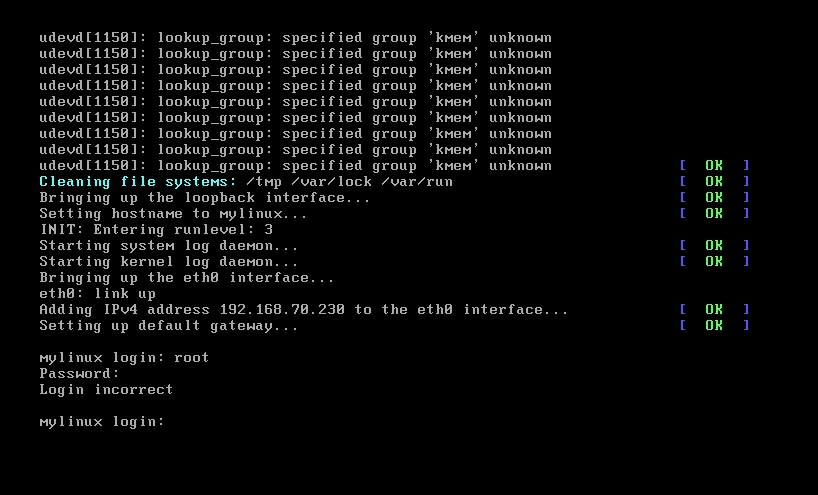 udevd[1150]: lookup_group: specified group 'kmem' unknown
udevd[1150]: lookup_group: specified group 'kmem' unknown
udevd[1150]: lookup_group: specified group 'kmem' unknown
udevd[1150]: lookup_group: specified group 'kmem' unknown
udevd[1150]: lookup_group: specified group 'kmem' unknown
udevd[1150]: lookup_group: specified group 'kmem' unknown
udevd[1150]: lookup_group: specified group 'kmem' unknown
udevd[1150]: lookup_group: specified group 'kmem' unknown
udevd[1150]: lookup_group: specified group 'kmem' unknown [ OK ]
Cleaning file systems: /tmp /var/lock /var/run [ OK ]
Bringing up the loopback interface... [ OK ]
Setting hostname to mylinux... [ OK ]
INIT: Entering runlevel: 3
Starting system log daemon... [ OK ]
Starting kernel log daemon... [ OK ]
Bringing up the eth0 interface...
eth0: link up
Adding IPv4 address 192.168.70.230 to the eth0 interface... [ OK ]
Setting up default gateway... [ OK ]
mylinux login: root
Password:
Login incorrect
mylinux login: